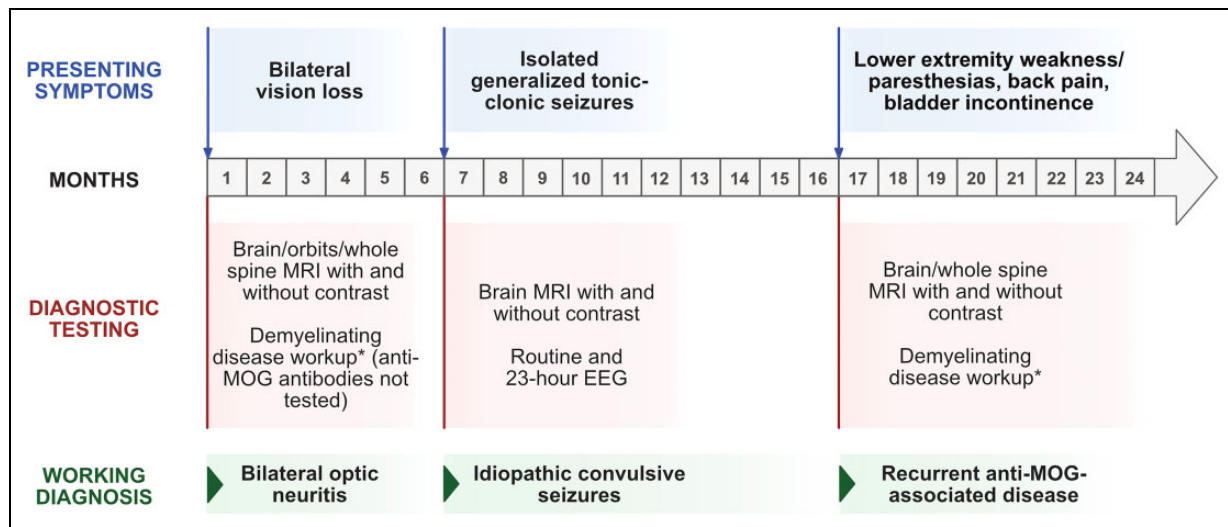 PRESENTING
SYMPTOMS
Bilateral
vision loss
Isolated
generalized tonic-
clonic seizures
Lower extremity weakness/
paresthesias, back pain,
bladder incontinence
MONTHS
1 2 3 4 5 6 7 8 9 10 11 12 13 14 15 16 17 18 19 20 21 22 23 24
DIAGNOSTIC
TESTING
Brain/orbits/whole
spine MRI with and
without contrast
Demyelinating
disease workup* (anti-
MOG antibodies not
tested)
Brain MRI with and
without contrast
Routine and
23-hour EEG
Brain/whole spine
MRI with and without
contrast
Demyelinating
disease workup*
WORKING
DIAGNOSIS
Bilateral optic
neuritis
Idiopathic convulsive
seizures
Recurrent anti-MOG-
associated disease